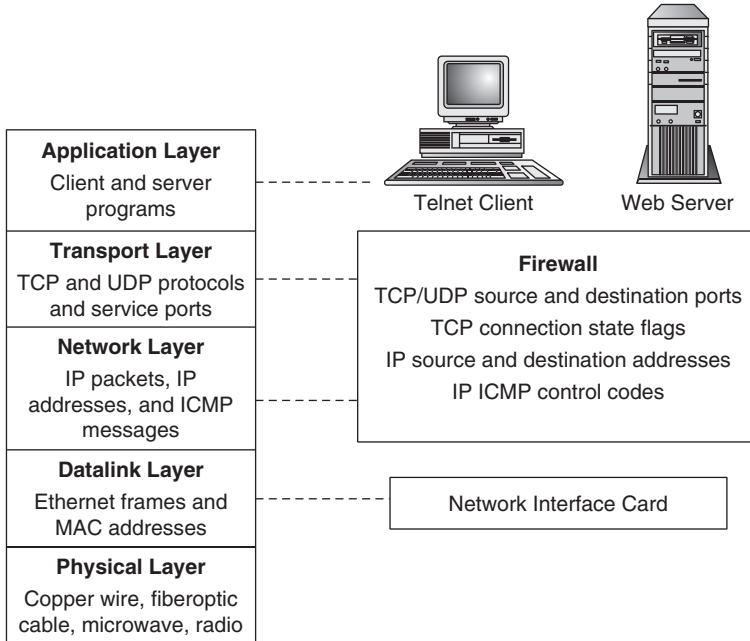 Application Layer
Client and server
programs
Telnet Client
Web Server
Transport Layer
TCP and UDP protocols
and service ports
Firewall
TCP/UDP source and destination ports
TCP connection state flags
IP source and destination addresses
IP ICMP control codes
Network Layer
IP packets, IP
addresses, and ICMP
messages
Datalink Layer
Ethernet frames and
MAC addresses
Network Interface Card
Physical Layer
Copper wire, fiberoptic
cable, microwave, radio